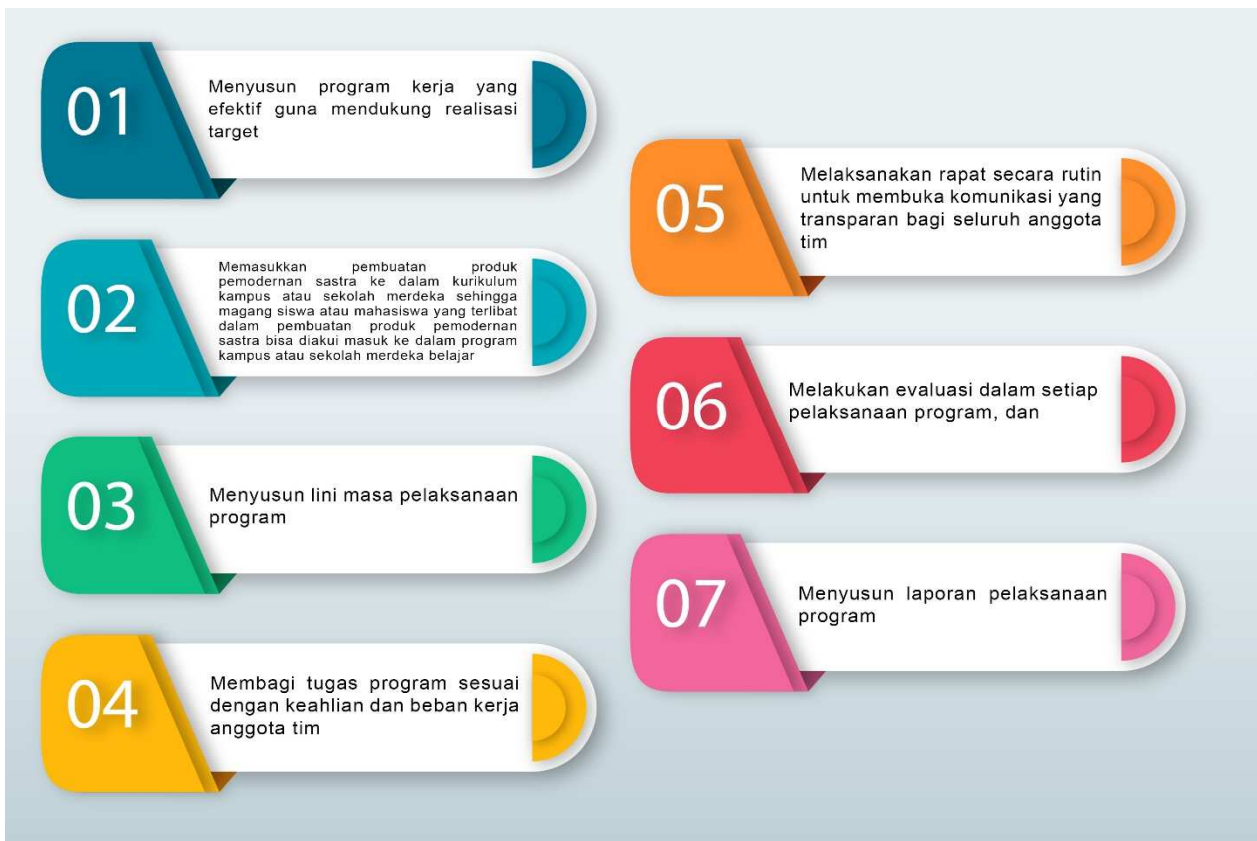 01
Menyusun program kerja yang
efektif guna mendukung realisasi
target
02
Memasukkan pembuatan produk
pemodernan sastra ke dalam kurikulum
kampus atau sekolah merdeka sehingga
magang siswa atau mahasiswa yang terlibat
dalam pembuatan produk pemodernan
sastra bisa diakui masuk ke dalam program
kampus atau sekolah merdeka belajar
03
Menyusun lini masa pelaksanaan
program
04
Membagi tugas program sesuai
dengan keahlian dan beban kerja
anggota tim
05
Melaksanakan rapat secara rutin
untuk membuka komunikasi yang
transparan bagi seluruh anggota
tim
06
Melakukan evaluasi dalam setiap
pelaksanaan program, dan
07
Menyusun laporan pelaksanaan
program